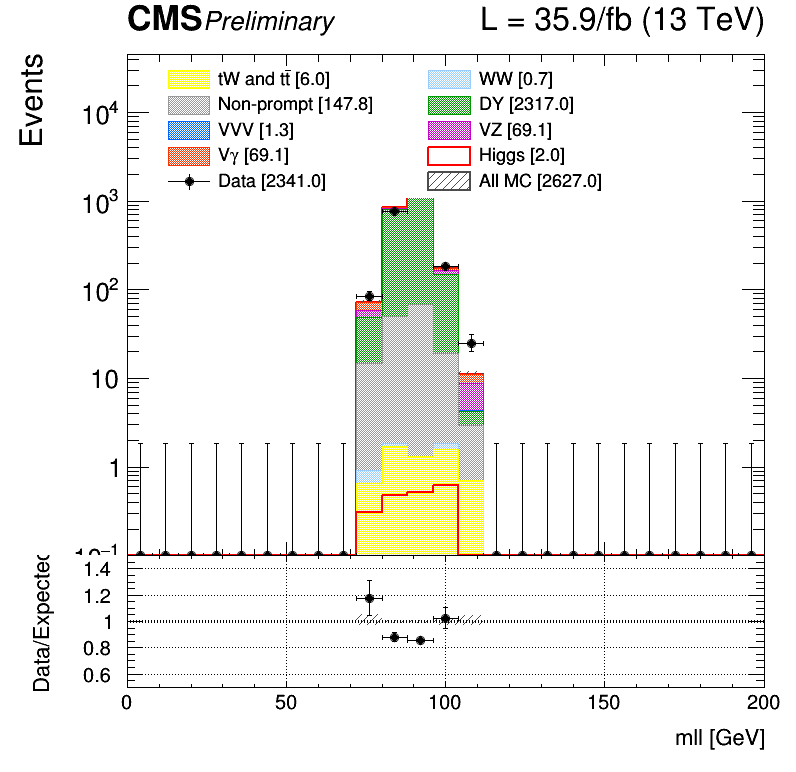 CMS Preliminary L = 35.9/fb (13 TeV)
Events
tW and tt̄ [6.0] WW [0.7]
Non-prompt [147.8] DY [2317.0]
VVV [1.3] VZ [69.1]
Vγ [69.1] Higgs [2.0]
Data [2341.0] All MC [2627.0]
10⁴
10³
10²
10
1
10⁻¹
Data/Expected
1.4
1.2
1
0.8
0.6
0 50 100 150 200
mll [GeV]